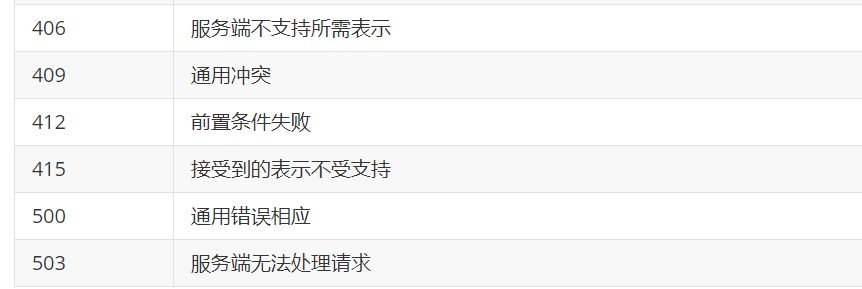 406 服务端不支持所需表示
409 通用冲突
412 前置条件失败
415 接受到的表示不受支持
500 通用错误相应
503 服务端无法处理请求